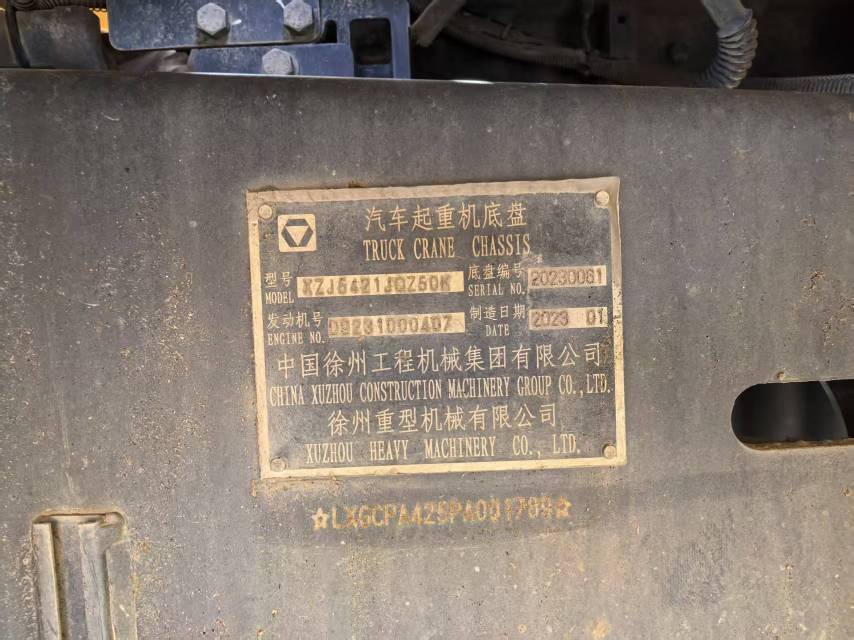 汽车起重机底盘
TRUCK CRANE CHASSIS
型号 XZJ5421JQZ50K 底盘编号 20230061
MODEL SERIAL NO.
发动机号 D9231000407 制造日期 2023 01
ENGINE NO. DATE
中国徐州工程机械集团有限公司
CHINA XUZHOU CONSTRUCTION MACHINERY GROUP CO., LTD.
徐州重型机械有限公司
XUZHOU HEAVY MACHINERY CO., LTD.
☆LXGCPA429PA001799☆